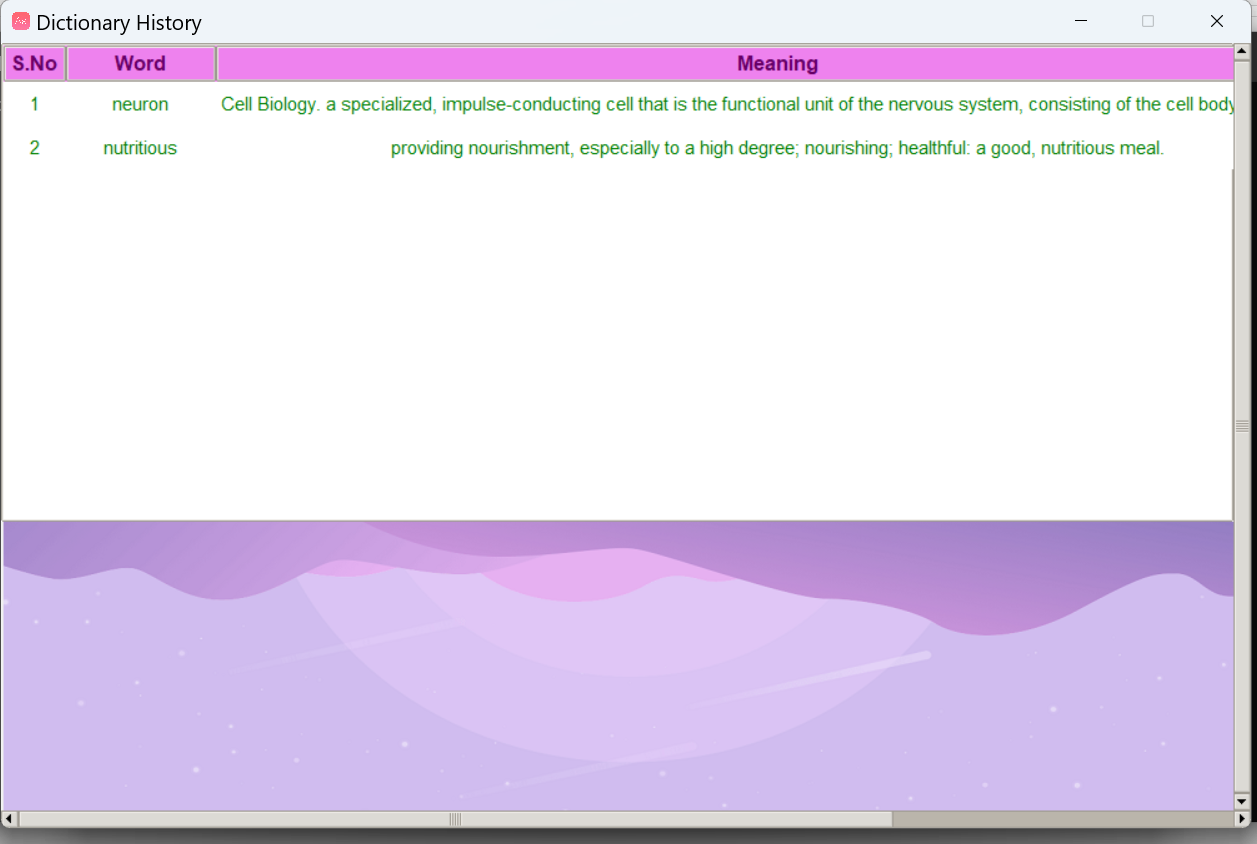 Dictionary History
S.No Word Meaning
1 neuron Cell Biology. a specialized, impulse-conducting cell that is the functional unit of the nervous system, consisting of the cell body
2 nutritious providing nourishment, especially to a high degree; nourishing; healthful: a good, nutritious meal.